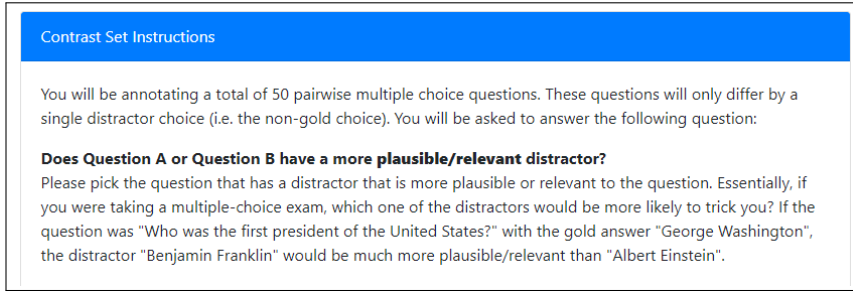 Contrast Set Instructions
You will be annotating a total of 50 pairwise multiple choice questions. These questions will only differ by a
single distractor choice (i.e. the non-gold choice). You will be asked to answer the following question:
Does Question A or Question B have a more plausible/relevant distractor?
Please pick the question that has a distractor that is more plausible or relevant to the question. Essentially, if
you were taking a multiple-choice exam, which one of the distractors would be more likely to trick you? If the
question was "Who was the first president of the United States?" with the gold answer "George Washington",
the distractor "Benjamin Franklin" would be much more plausible/relevant than "Albert Einstein".